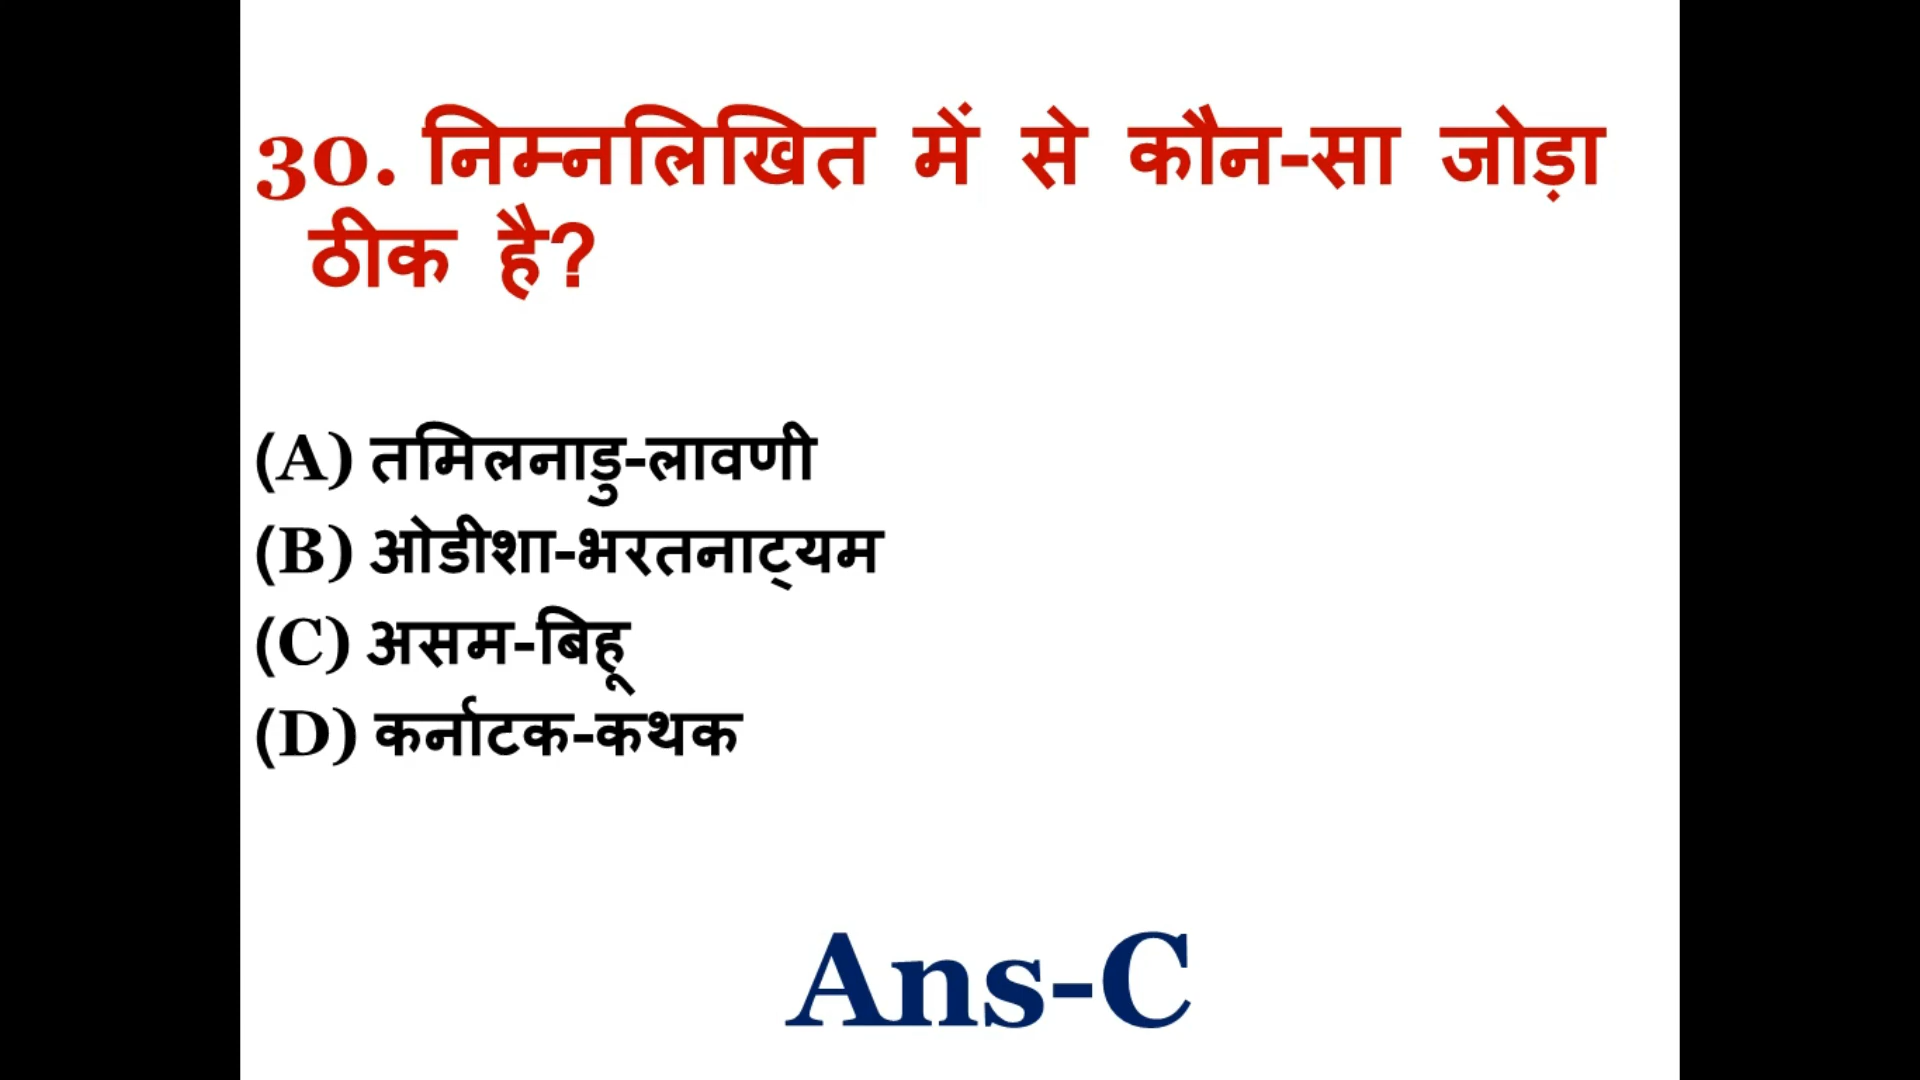 30. निम्नलिखित में से कौन-सा जोड़ा
ठीक है?
(A) तमिलनाडु-लावणी
(B) ओडीशा-भरतनाट्यम
(C) असम-बिहू
(D) कर्नाटक-कथक
Ans-C